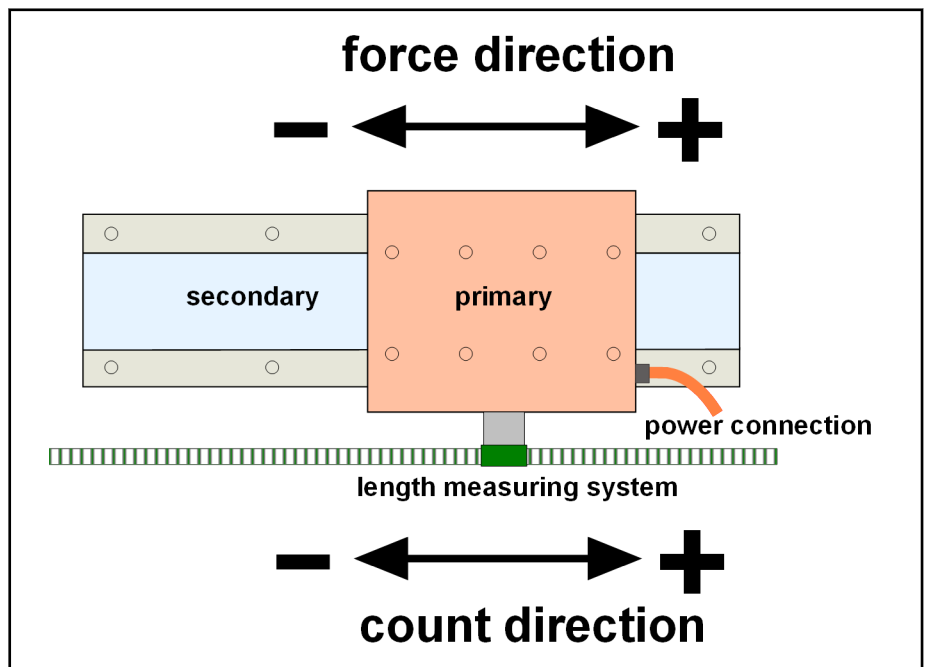 force direction
− +
secondary
primary
power connection
length measuring system
− +
count direction